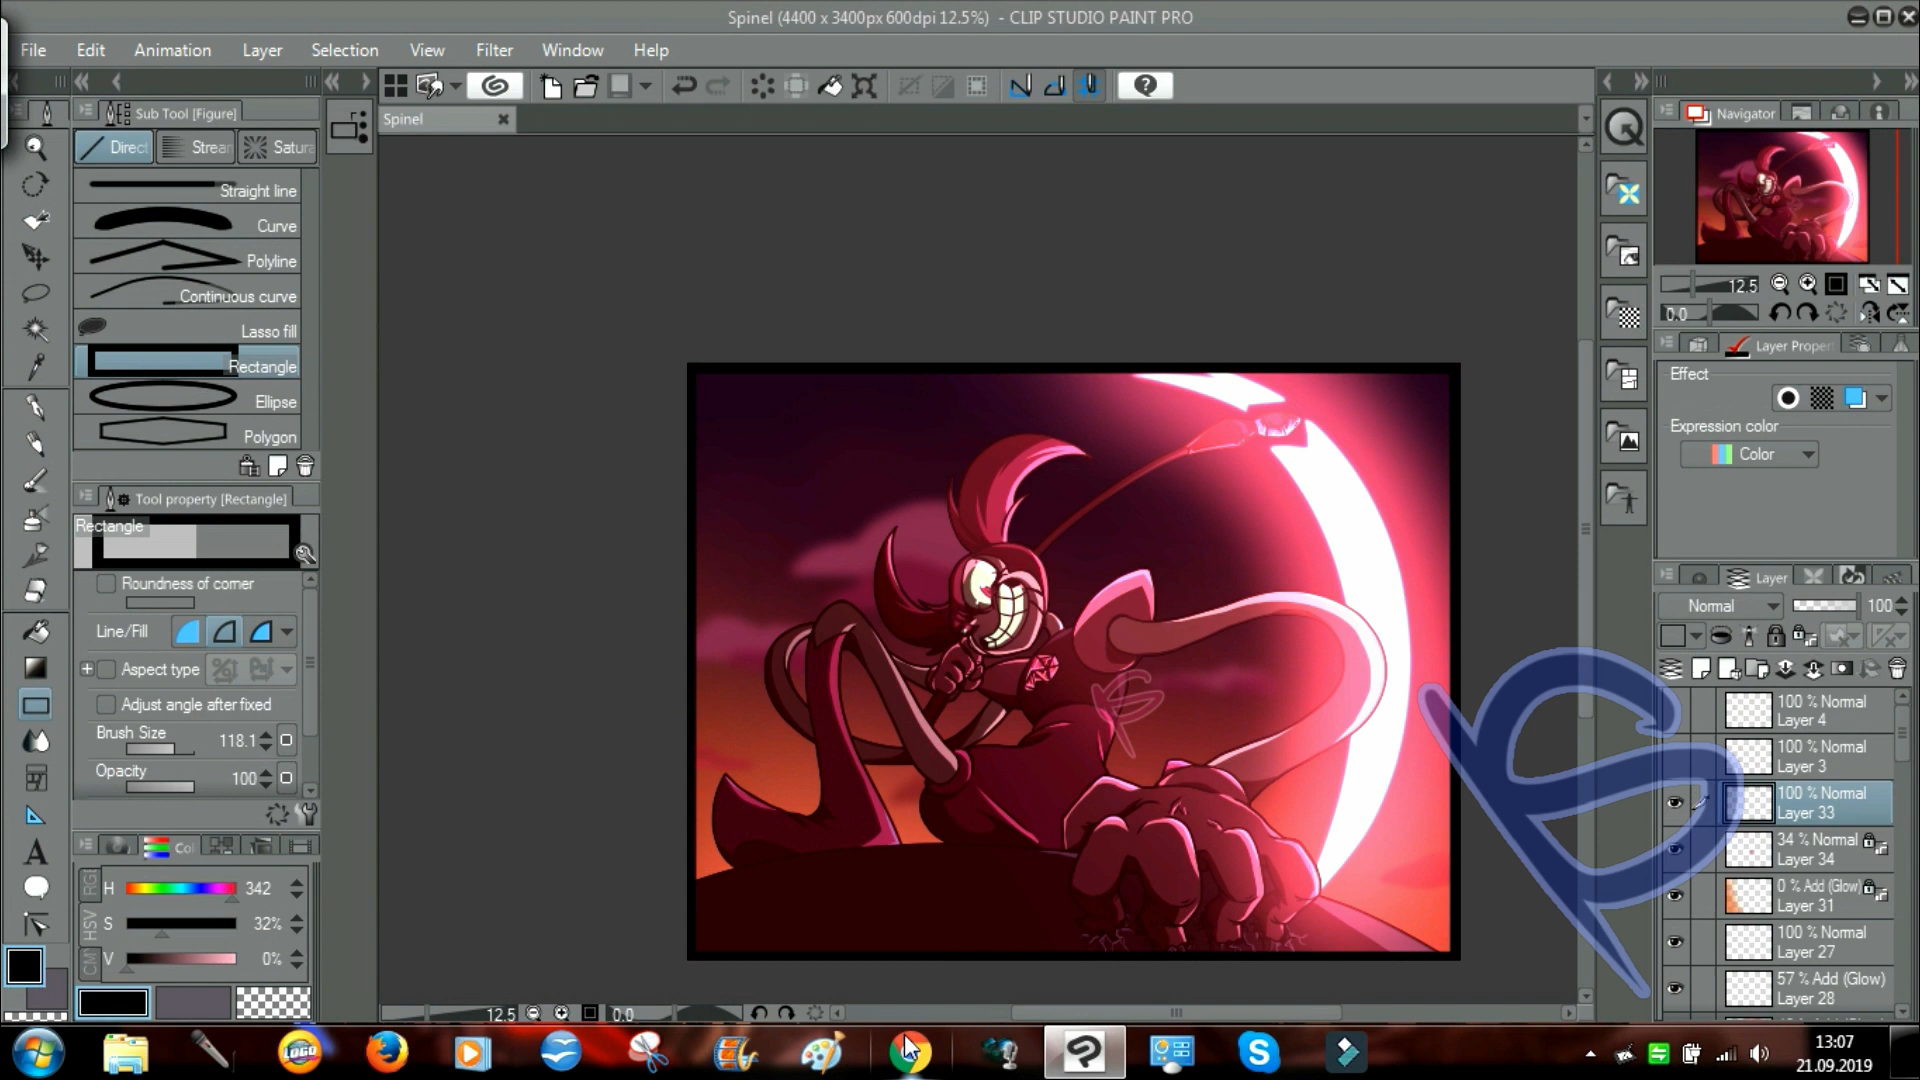 Spinel (4400 x 3400px 600dpi 12.5%)  - CLIP STUDIO PAINT PRO
File Edit Animation Layer Selection View Filter Window Help
Sub Tool [Figure]
Spinel
Direct Satura
Straight line
Curve
Polyline
Continuous curve
Lasso fill
Rectangle
Ellipse
Polygon
Tool property [Rectangle]
Rectangle
Roundness of corner
Line/Fill
Aspect type
Adjust angle after fixed
Brush Size 118.1
Opacity 100
H 342
S 32%
V 0%
RGB
HSV
CM
12.5 0.0
Navigator
12.5
0.0
Layer Proper
Effect
Expression color
Color
Layer
Normal 100
100 % Normal
Layer 4
100 % Normal
Layer 3
100 % Normal
Layer 33
34 % Normal
Layer 34
0 % Add (Glow)
Layer 31
100 % Normal
Layer 27
57 % Add (Glow)
Layer 28
LOGO
13:07
21.09.2019